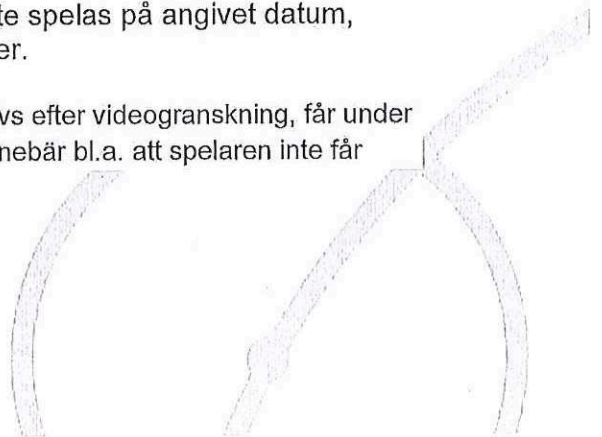 te spelas på angivet datum,
er.
vs efter videogranskning, får under
nebär bl.a. att spelaren inte får